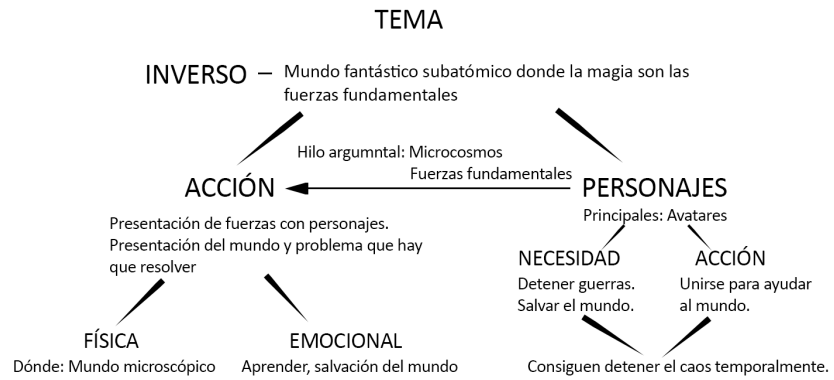 TEMA
INVERSO – Mundo fantástico subatómico donde la magia son las
fuerzas fundamentales
Hilo argumntal: Microcosmos
Fuerzas fundamentales
ACCIÓN
Presentación de fuerzas con personajes.
Presentación del mundo y problema que hay
que resolver
PERSONAJES
Principales: Avatares
NECESIDAD
Detener guerras.
Salvar el mundo.
ACCIÓN
Unirse para ayudar
al mundo.
FÍSICA
Dónde: Mundo microscópico
EMOCIONAL
Aprender, salvación del mundo
Consiguen detener el caos temporalmente.